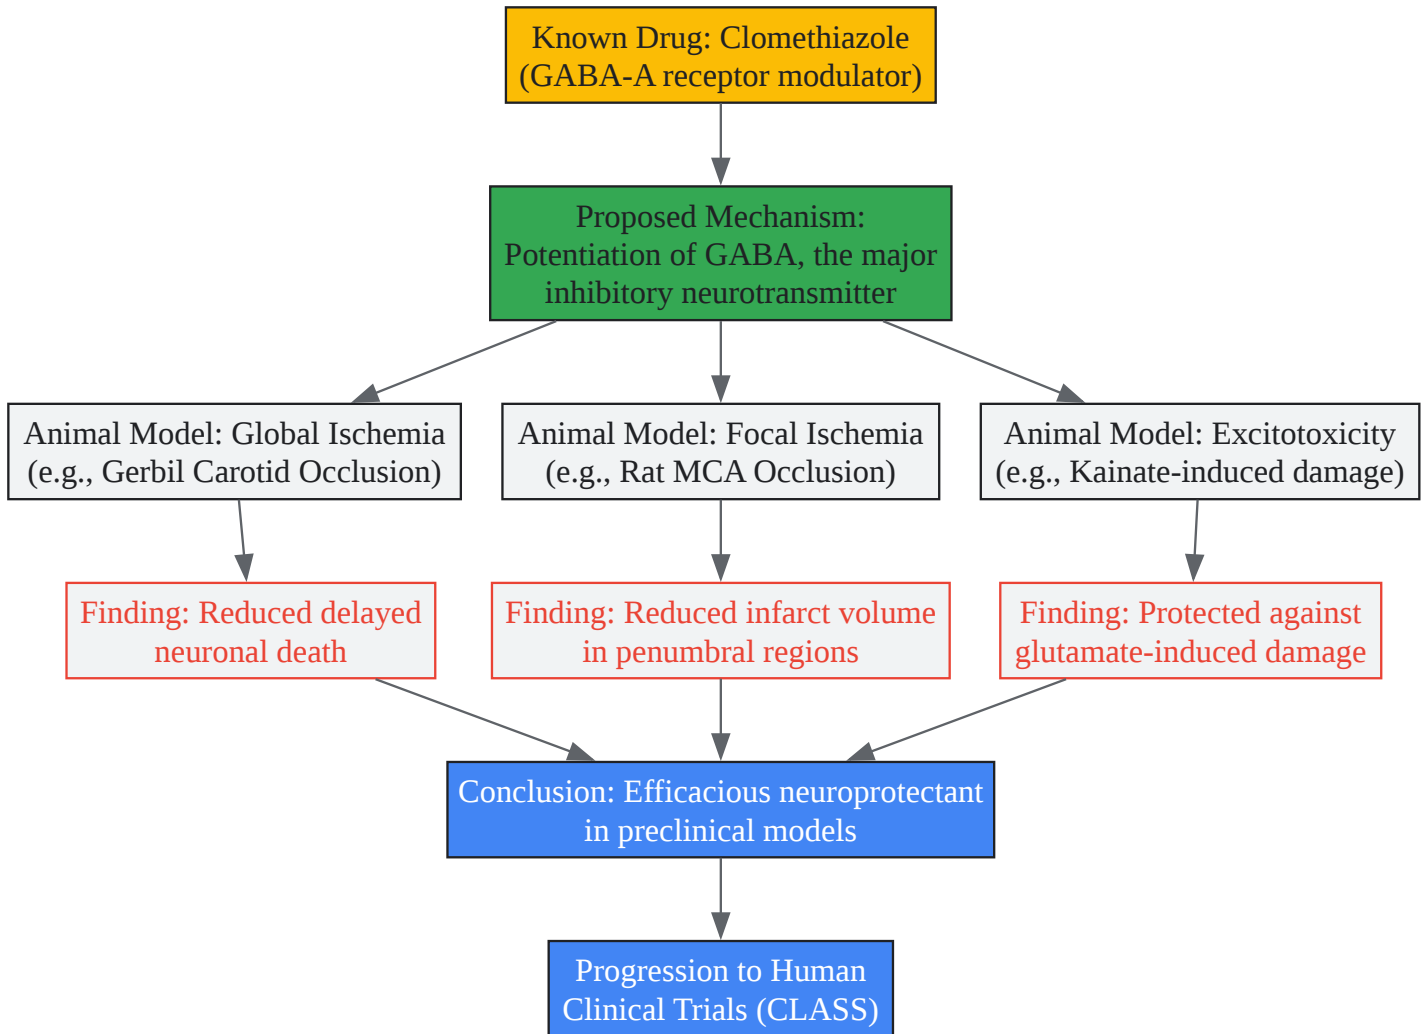 Known Drug: Clomethiazole
(GABA-A receptor modulator)
Proposed Mechanism:
Potentiation of GABA, the major
inhibitory neurotransmitter
Animal Model: Global Ischemia
(e.g., Gerbil Carotid Occlusion)
Animal Model: Focal Ischemia
(e.g., Rat MCA Occlusion)
Animal Model: Excitotoxicity
(e.g., Kainate-induced damage)
Finding: Reduced delayed
neuronal death
Finding: Reduced infarct volume
in penumbral regions
Finding: Protected against
glutamate-induced damage
Conclusion: Efficacious neuroprotectant
in preclinical models
Progression to Human
Clinical Trials (CLASS)